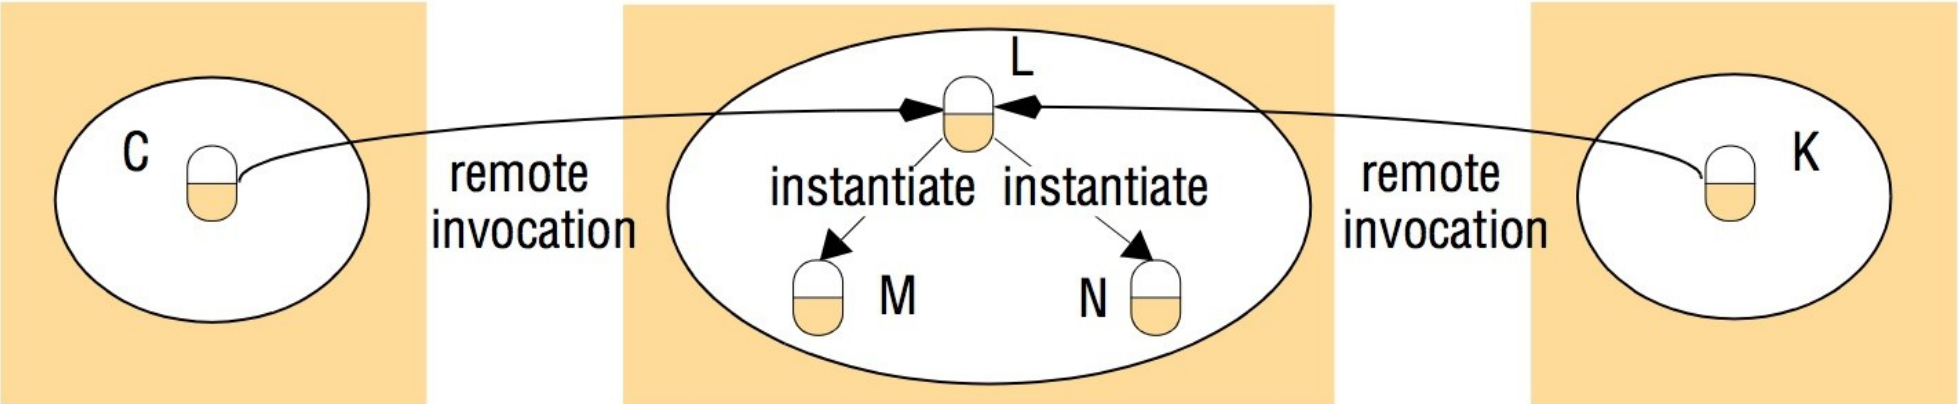 L
C
K
remote
invocation
instantiate instantiate
remote
invocation
M
N